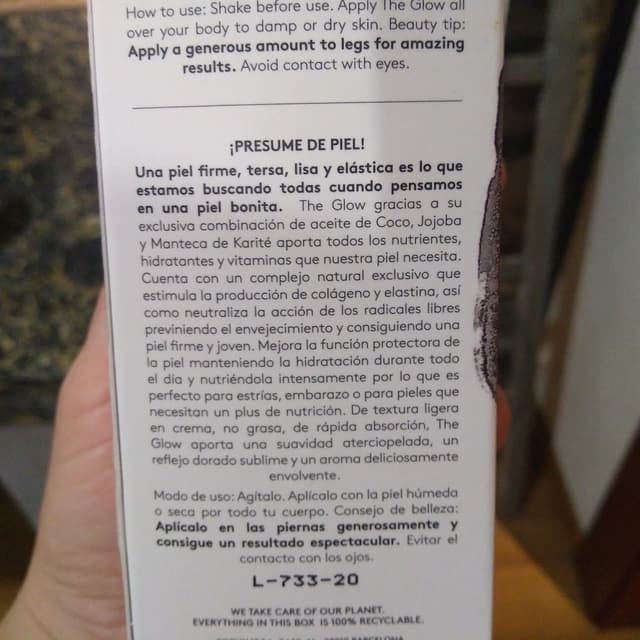 How to use: Shake before use. Apply The Glow all
over your body to damp or dry skin. Beauty tip:
Apply a generous amount to legs for amazing
results. Avoid contact with eyes.
¡PRESUME DE PIEL!
Una piel firme, tersa, lisa y elástica es lo que
estamos buscando todas cuando pensamos
en una piel bonita. The Glow gracias a su
exclusiva combinación de aceite de Coco, Jojoba
y Manteca de Karité aporta todos los nutrientes,
hidratantes y vitaminas que nuestra piel necesita.
Cuenta con un complejo natural exclusivo que
estimula la producción de colágeno y elastina, así
como neutraliza la acción de los radicales libres
previniendo el envejecimiento y consiguiendo una
piel firme y joven. Mejora la función protectora de
la piel manteniendo la hidratación durante todo
el día y nutriéndola intensamente por lo que es
perfecto para estrías, embarazo o para pieles que
necesitan un plus de nutrición. De textura ligera
en crema, no grasa, de rápida absorción, The
Glow aporta una suavidad aterciopelada, un
reflejo dorado sublime y un aroma deliciosamente
envolvente.
Modo de uso: Agítalo. Aplícalo con la piel húmeda
o seca por todo tu cuerpo. Consejo de belleza:
Aplícalo en las piernas generosamente y
consigue un resultado espectacular. Evitar el
contacto con los ojos.
L-733-20
WE TAKE CARE OF OUR PLANET.
EVERYTHING IN THIS BOX IS 100% RECYCLABLE.